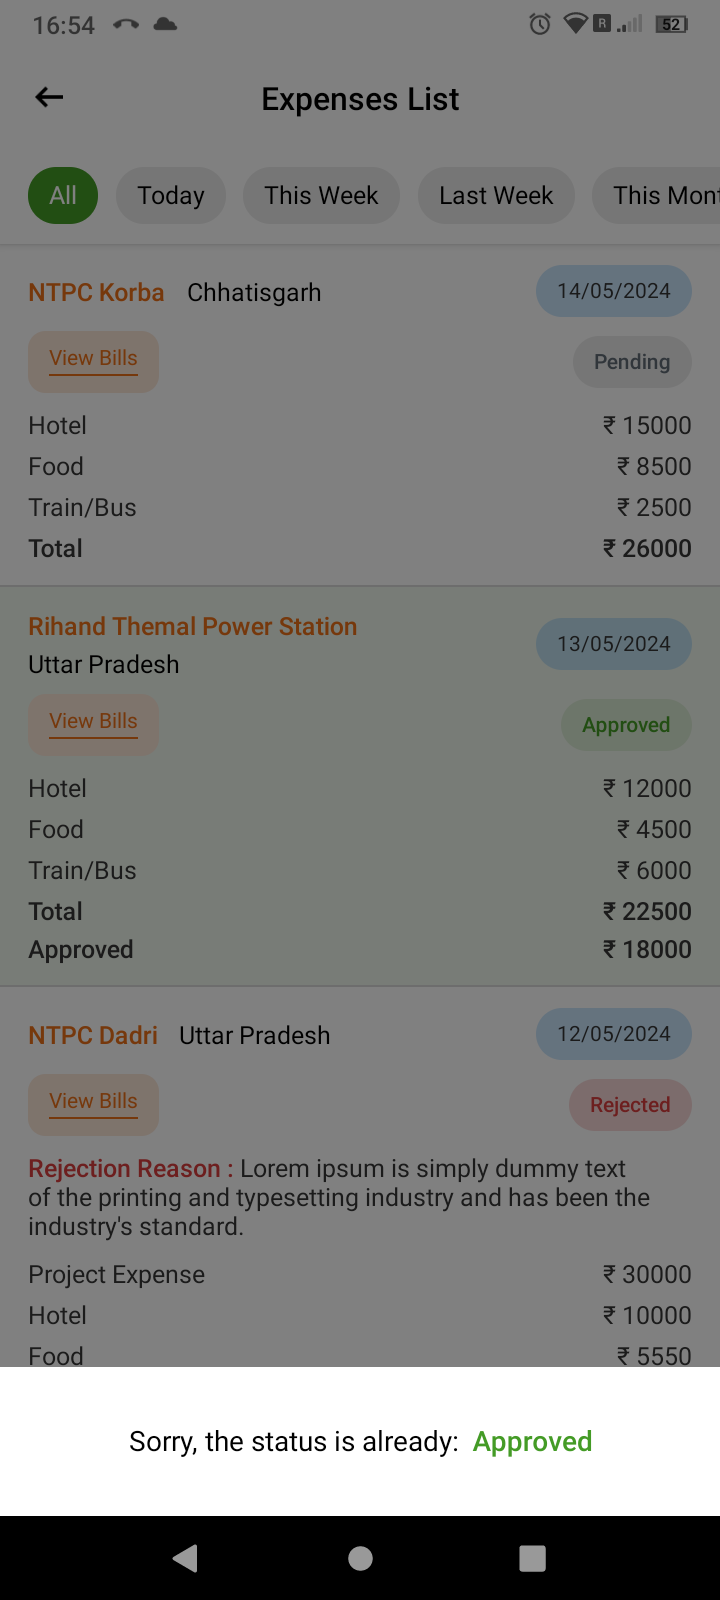 16:54 R 52
Expenses List
All Today This Week Last Week This Mont
NTPC Korba Chhatisgarh 14/05/2024
View Bills Pending
Hotel ₹ 15000
Food ₹ 8500
Train/Bus ₹ 2500
Total ₹ 26000
Rihand Themal Power Station
Uttar Pradesh 13/05/2024
View Bills Approved
Hotel ₹ 12000
Food ₹ 4500
Train/Bus ₹ 6000
Total ₹ 22500
Approved ₹ 18000
NTPC Dadri Uttar Pradesh 12/05/2024
View Bills Rejected
Rejection Reason : Lorem ipsum is simply dummy text
of the printing and typesetting industry and has been the
industry's standard.
Project Expense ₹ 30000
Hotel ₹ 10000
Food ₹ 5550
Sorry, the status is already: Approved